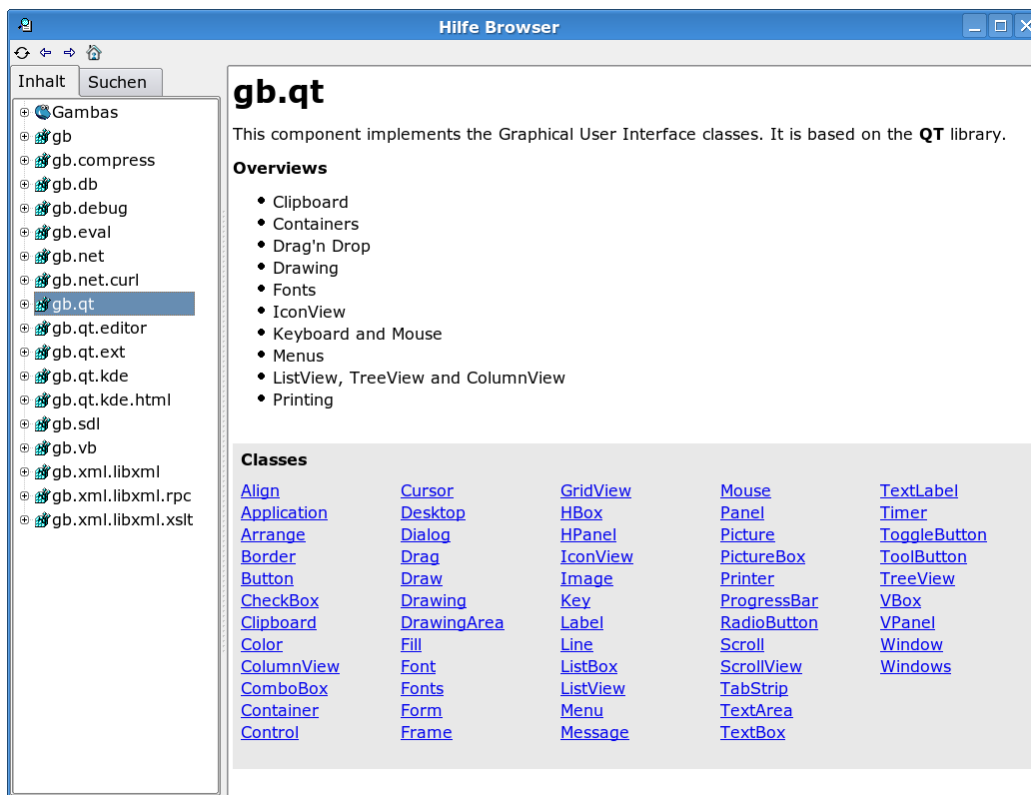 Hilfe Browser
Inhalt Suchen
Gambas
gb
gb.compress
gb.db
gb.debug
gb.eval
gb.net
gb.net.curl
gb.qt
gb.qt.editor
gb.qt.ext
gb.qt.kde
gb.qt.kde.html
gb.sdl
gb.vb
gb.xml.libxml
gb.xml.libxml.rpc
gb.xml.libxml.xslt
gb.qt
This component implements the Graphical User Interface classes. It is based on the QT library.
Overviews
Clipboard
Containers
Drag'n Drop
Drawing
Fonts
IconView
Keyboard and Mouse
Menus
ListView, TreeView and ColumnView
Printing
Classes
Align Cursor GridView Mouse TextLabel
Application Desktop HBox Panel Timer
Arrange Dialog HPanel Picture ToggleButton
Border Drag IconView PictureBox ToolButton
Button Draw Image Printer TreeView
CheckBox Drawing Key ProgressBar VBox
Clipboard DrawingArea Label RadioButton VPanel
Color Fill Line Scroll Window
ColumnView Font ListBox ScrollView Windows
ComboBox Fonts ListView TabStrip
Container Form Menu TextArea
Control Frame Message TextBox